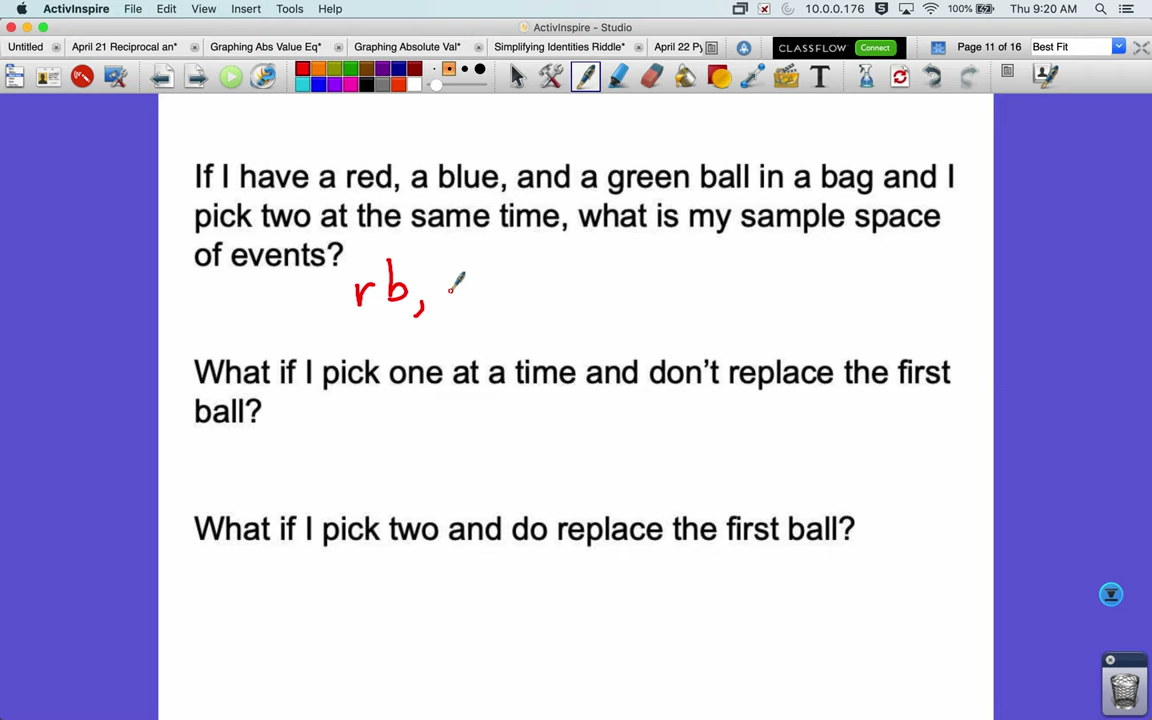 ActivInspire File Edit View Insert Tools Help 10.0.0.176 100% Thu 9:20 AM
ActivInspire - Studio
Untitled April 21 Reciprocal an* Graphing Abs Value Eq* Graphing Absolute Val* Simplifying Identities Riddle* April 22 Py CLASSFLOW Connect Page 11 of 16 Best Fit
If I have a red, a blue, and a green ball in a bag and I
pick two at the same time, what is my sample space
of events?
r b,
What if I pick one at a time and don't replace the first
ball?
What if I pick two and do replace the first ball?